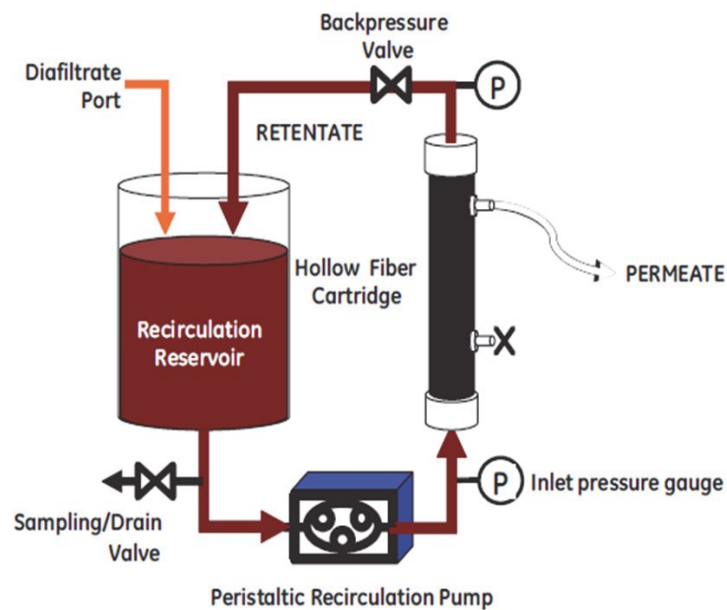 Backpressure
Valve
Diafiltrate
Port
P
RETENTATE
Hollow Fiber
Cartridge
PERMEATE
Recirculation
Reservoir
X
P
Inlet pressure gauge
Sampling/Drain
Valve
Peristaltic Recirculation Pump